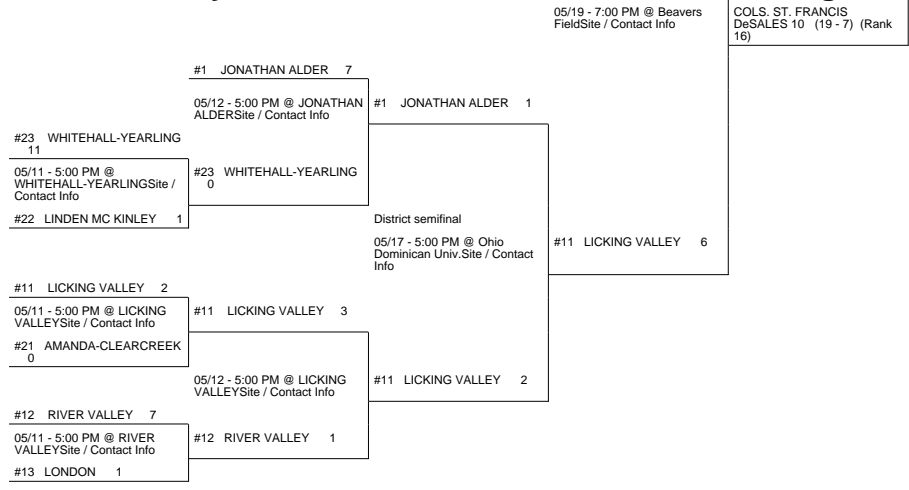 05/19 - 7:00 PM @ Beavers
FieldSite / Contact Info
COLS. ST. FRANCIS
DeSALES 10 (19 - 7) (Rank
16)
#1 JONATHAN ALDER 7
05/12 - 5:00 PM @ JONATHAN
ALDERSite / Contact Info
#1 JONATHAN ALDER 1
#23 WHITEHALL-YEARLING
11
05/11 - 5:00 PM @
WHITEHALL-YEARLINGSite /
Contact Info
#23 WHITEHALL-YEARLING
0
#22 LINDEN MC KINLEY 1
District semifinal
05/17 - 5:00 PM @ Ohio
Dominican Univ.Site / Contact
Info
#11 LICKING VALLEY 6
#11 LICKING VALLEY 2
05/11 - 5:00 PM @ LICKING
VALLEYSite / Contact Info
#11 LICKING VALLEY 3
#21 AMANDA-CLEARCREEK
0
05/12 - 5:00 PM @ LICKING
VALLEYSite / Contact Info
#11 LICKING VALLEY 2
#12 RIVER VALLEY 7
05/11 - 5:00 PM @ RIVER
VALLEYSite / Contact Info
#12 RIVER VALLEY 1
#13 LONDON 1